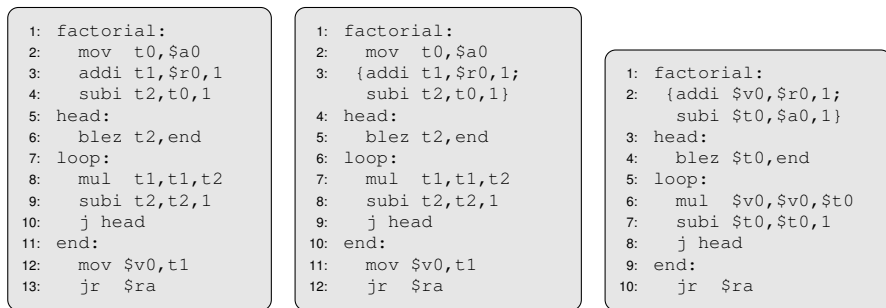 1: factorial:
2: mov t0,$a0
3: addi t1,$r0,1
4: subi t2,t0,1
5: head:
6: blez t2,end
7: loop:
8: mul t1,t1,t2
9: subi t2,t2,1
10: j head
11: end:
12: mov $v0,t1
13: jr $ra
1: factorial:
2: mov t0,$a0
3: {addi t1,$r0,1;
subi t2,t0,1}
4: head:
5: blez t2,end
6: loop:
7: mul t1,t1,t2
8: subi t2,t2,1
9: j head
10: end:
11: mov $v0,t1
12: jr $ra
1: factorial:
2: {addi $v0,$r0,1;
subi $t0,$a0,1}
3: head:
4: blez $t0,end
5: loop:
6: mul $v0,$v0,$t0
7: subi $t0,$t0,1
8: j head
9: end:
10: jr $ra